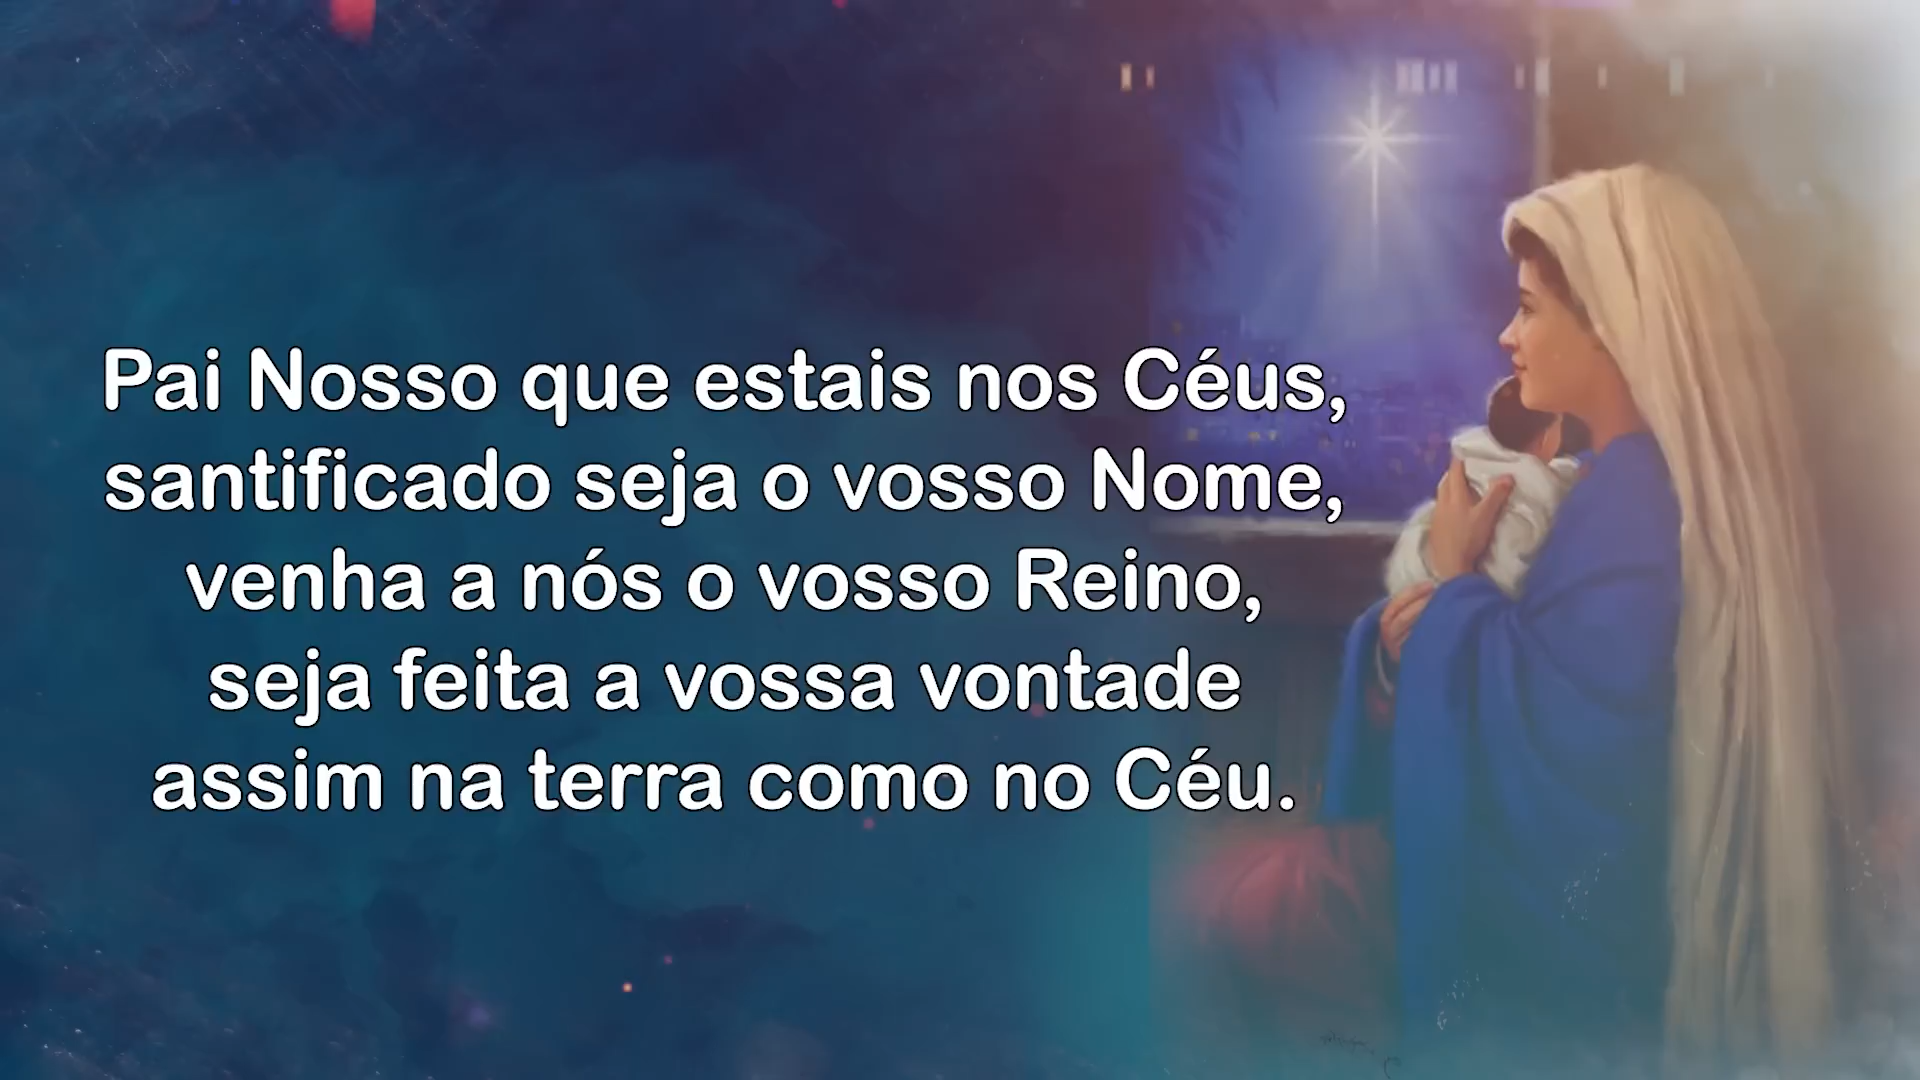 Pai Nosso que estais nos Céus,
santificado seja o vosso Nome,
venha a nós o vosso Reino,
seja feita a vossa vontade
assim na terra como no Céu.